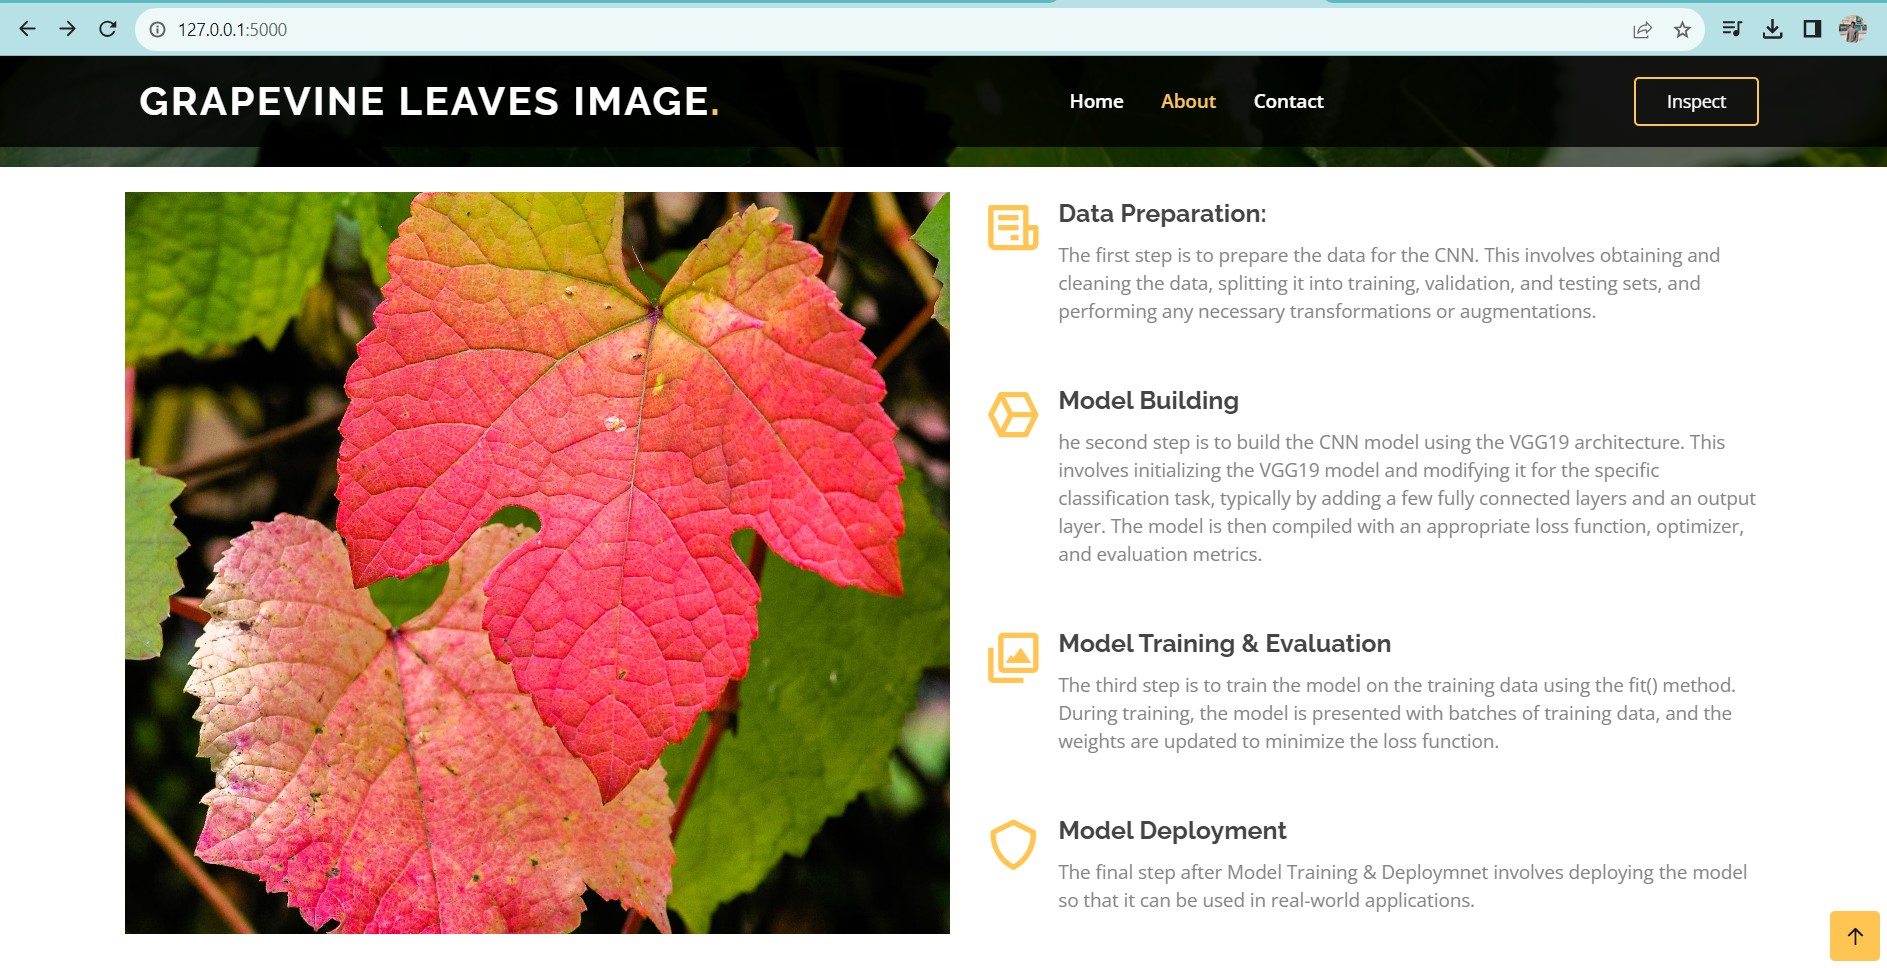 127.0.0.1:5000
GRAPEVINE LEAVES IMAGE.
Home About Contact
Inspect
Data Preparation:
The first step is to prepare the data for the CNN. This involves obtaining and
cleaning the data, splitting it into training, validation, and testing sets, and
performing any necessary transformations or augmentations.
Model Building
he second step is to build the CNN model using the VGG19 architecture. This
involves initializing the VGG19 model and modifying it for the specific
classification task, typically by adding a few fully connected layers and an output
layer. The model is then compiled with an appropriate loss function, optimizer,
and evaluation metrics.
Model Training & Evaluation
The third step is to train the model on the training data using the fit() method.
During training, the model is presented with batches of training data, and the
weights are updated to minimize the loss function.
Model Deployment
The final step after Model Training & Deploymnet involves deploying the model
so that it can be used in real-world applications.